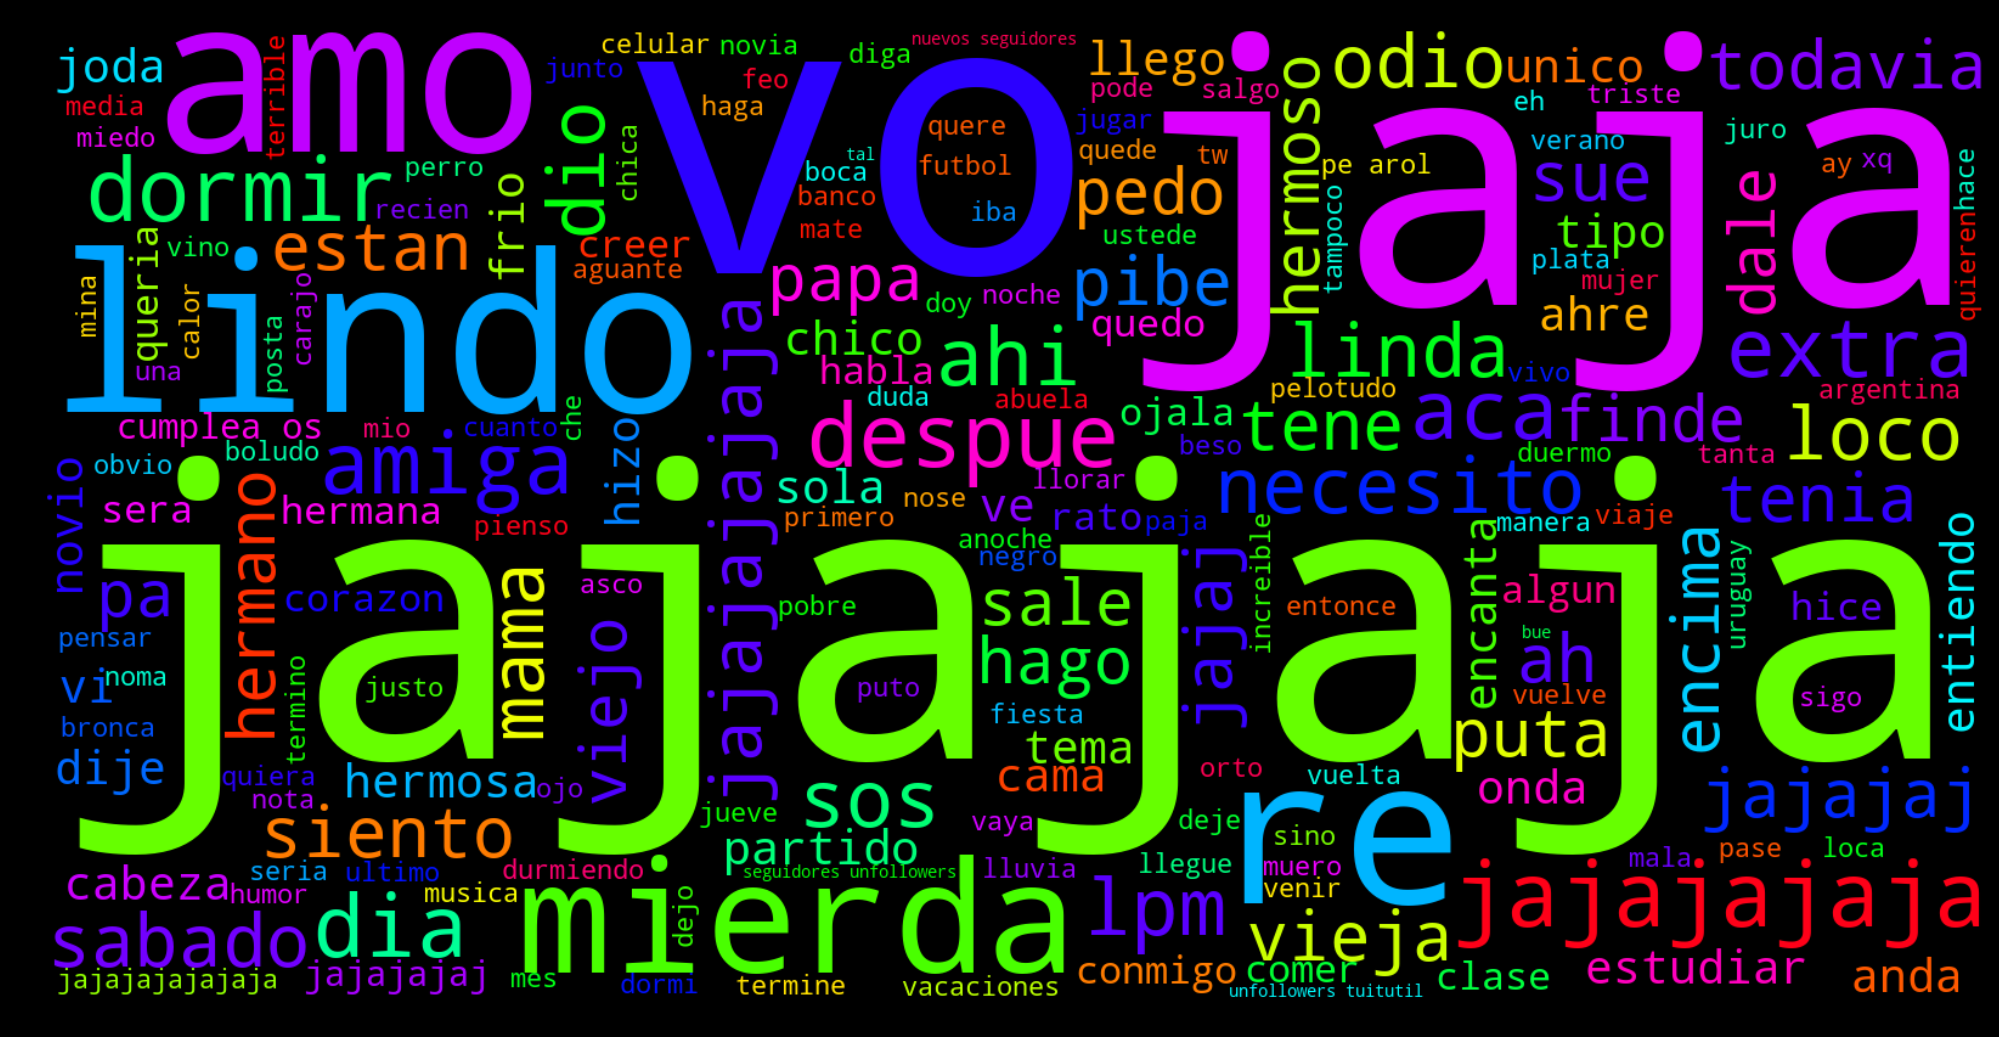 amo
vo
jaja
joda
terrible
celular
novia
nuevos seguidores
diga
llego
hermoso
odio
unico
todavia
media
miedo
junto
feo
haga
dio
chica
pode
salgo
eh
triste
juro
quere
jugar
verano
dormir
perro
recien
frio
boca
tal
futbol
quede
tw
pe arol
sue
ay
xq
hace
quieren
banco
iba
mate
pedo
tampoco
tipo
dale
queria
vino
estan
creer
aguante
papa
ustede
plata
mujer
mina
lindo
calor
carajo
posta
una
doy
noche
pibe
quedo
ahre
jajajajajajaja
chico
habla
ahi
linda
vivo
extra
duda
abuela
pelotudo
argentina
cumplea os
mio
cuanto
che
hizo
despue
ojala
tene
aca
finde
loco
boludo
amiga
beso
obvio
novio
sola
nose
llorar
necesito
duermo
tanta
sera
hermano
hermana
pienso
primero
ve
rato
paja
manera
viaje
tenia
jajajaja
anoche
negro
jajaj
increible
encanta
encima
uruguay
entiendo
pa
corazon
mama
asco
viejo
pobre
sale
entonce
algun
hice
pensar
vi
noma
termino
justo
puto
hago
bue
ah
vuelve
sigo
bronca
fiesta
tema
puta
dije
quiera
nota
hermosa
ojo
cama
orto
vuelta
onda
jajajaj
jueve
sos
vaya
deje
re
siento
partido
sino
seria
ultimo
durmiendo
seguidores unfollowers
lluvia
llegue
muero
venir
mala
pase
loca
cabeza
humor
musica
dejo
mierda
lpm
vieja
jajajajaja
sabado
dia
jajajajajaja
jajajajaj
mes
dormi
termine
vacaciones
conmigo
comer
unfollowers tuitutil
clase
estudiar
anda